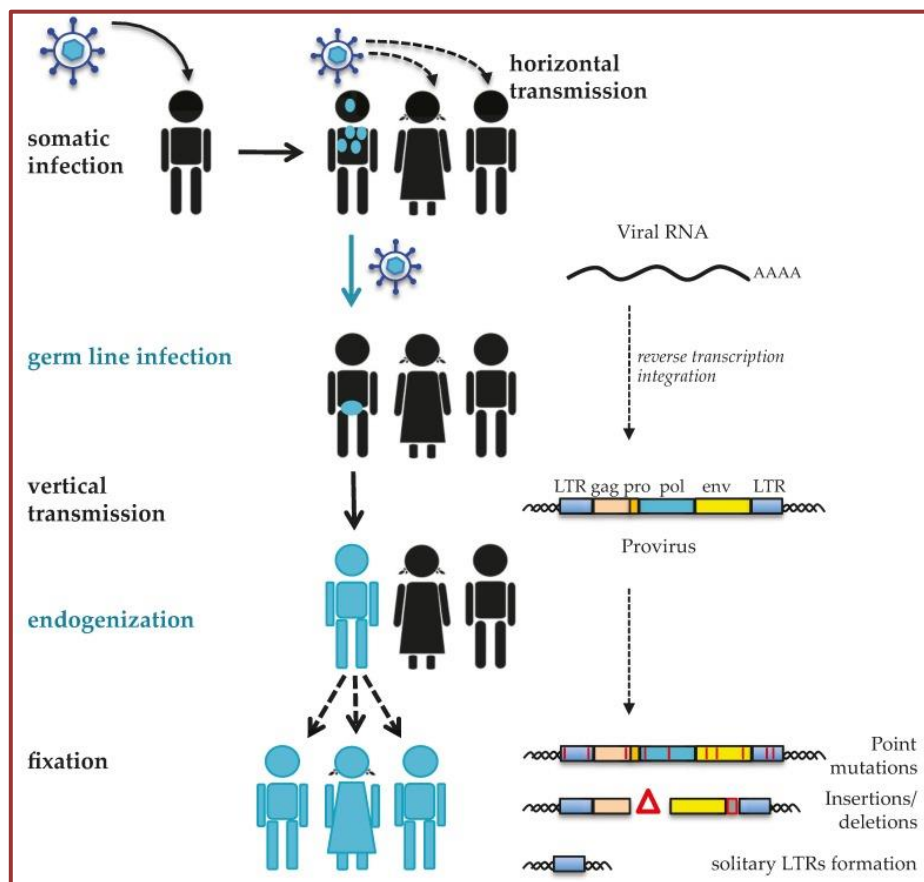 horizontal
transmission
somatic
infection
Viral RNA
AAAA
germ line infection
reverse transcription
integration
vertical
transmission
LTR gag pro pol env LTR
Provirus
endogenization
fixation
Point
mutations
Insertions/
deletions
Δ
solitary LTRs formation